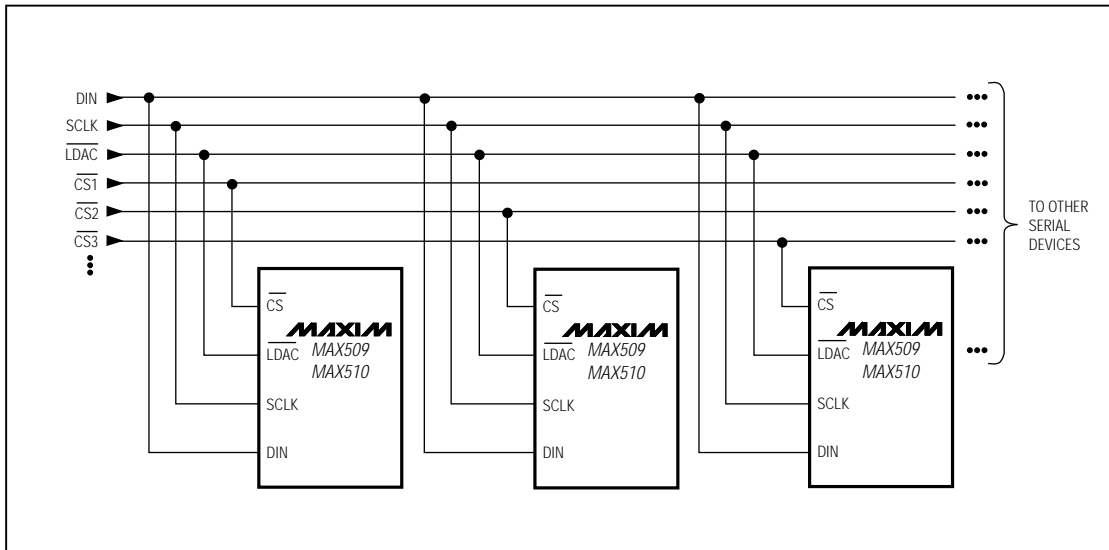 DIN
SCLK
LDAC
CS1
CS2
CS3
TO OTHER
SERIAL
DEVICES
CS
MAXIM
LDAC
MAX509
MAX510
SCLK
DIN
CS
MAXIM
LDAC
MAX509
MAX510
SCLK
DIN
CS
MAXIM
LDAC
MAX509
MAX510
SCLK
DIN